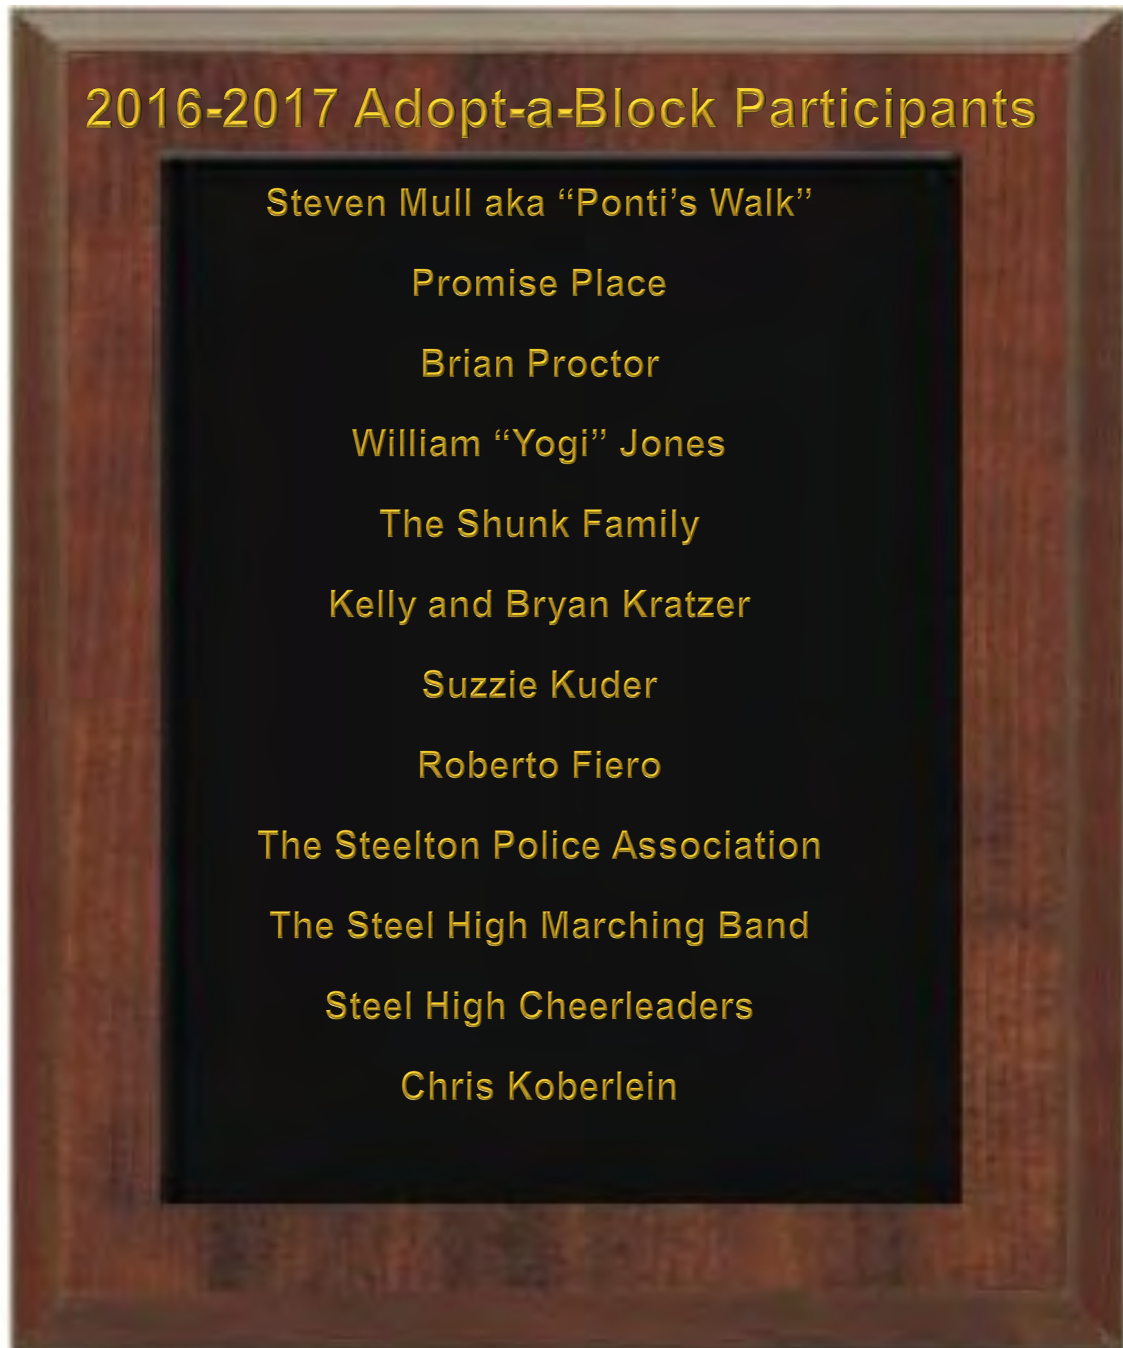 2016-2017 Adopt-a-Block Participants
Steven Mull aka “Ponti’s Walk”
Promise Place
Brian Proctor
William “Yogi” Jones
The Shunk Family
Kelly and Bryan Kratzer
Suzzie Kuder
Roberto Fiero
The Steelton Police Association
The Steel High Marching Band
Steel High Cheerleaders
Chris Koberlein